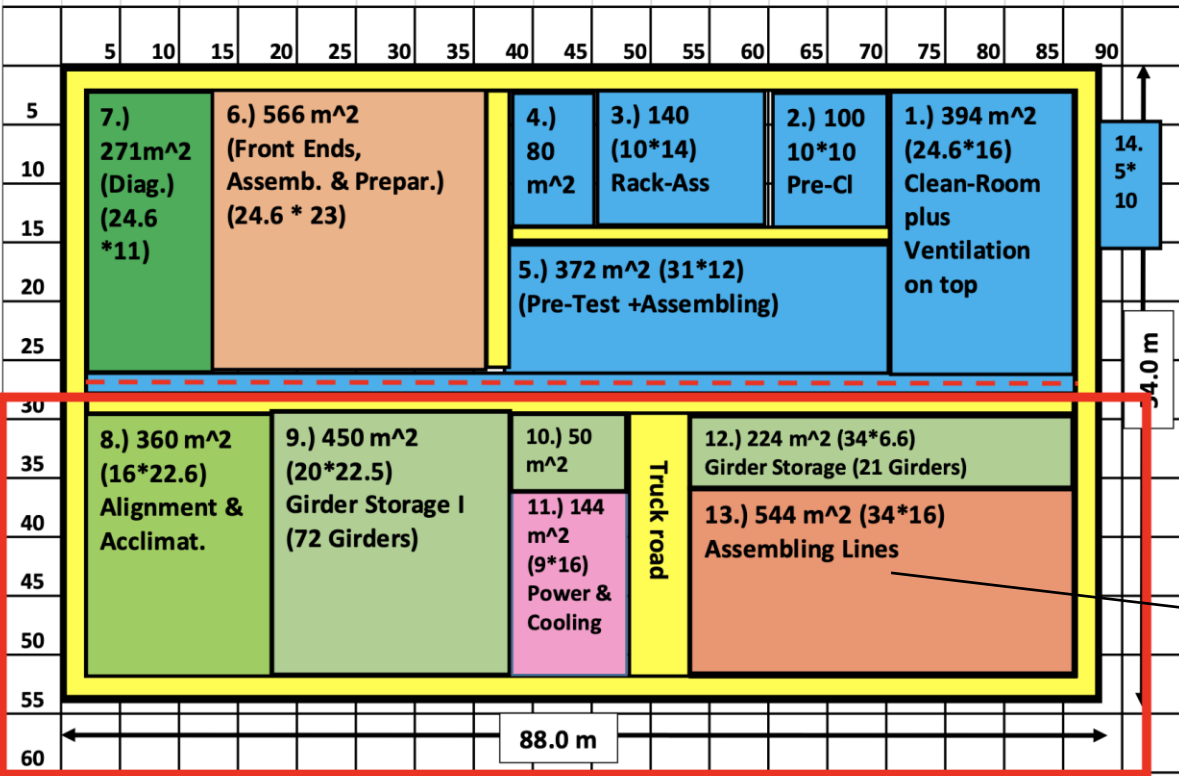 5 10 15 20 25 30 35 40 45 50 55 60 65 70 75 80 85 90
5
10
15
20
25
30
35
40
45
50
55
60
7.)
271m^2
(Diag.)
(24.6
*11)
6.) 566 m^2
(Front Ends,
Assemb. & Prepar.)
(24.6 * 23)
4.)
80
m^2
3.) 140
(10*14)
Rack-Ass
2.) 100
10*10
Pre-Cl
1.) 394 m^2
(24.6*16)
Clean-Room
plus
Ventilation
on top
14.
5*
10
5.) 372 m^2 (31*12)
(Pre-Test +Assembling)
4.0 m
8.) 360 m^2
(16*22.6)
Alignment &
Acclimat.
9.) 450 m^2
(20*22.5)
Girder Storage I
(72 Girders)
10.) 50
m^2
11.) 144
m^2
(9*16)
Power &
Cooling
Truck road
12.) 224 m^2 (34*6.6)
Girder Storage (21 Girders)
13.) 544 m^2 (34*16)
Assembling Lines
88.0 m